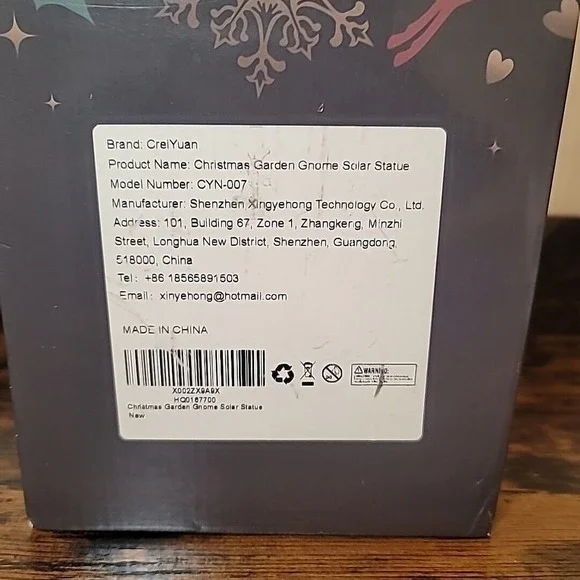 Brand: CreiYuan
Product Name: Christmas Garden Gnome Solar Statue
Model Number: CYN-007
Manufacturer: Shenzhen Xingyehong Technology Co., Ltd.
Address: 101, Building 67, Zone 1, Zhangkeng, Minzhi
Street, Longhua New District, Shenzhen, Guangdong,
518000, China
Tel: +86 18565891503
Email: xinyehong@hotmail.com
MADE IN CHINA
WARNING:
X002ZX9A9X
HQ0167700
Christmas Garden Gnome Solar Statue
New